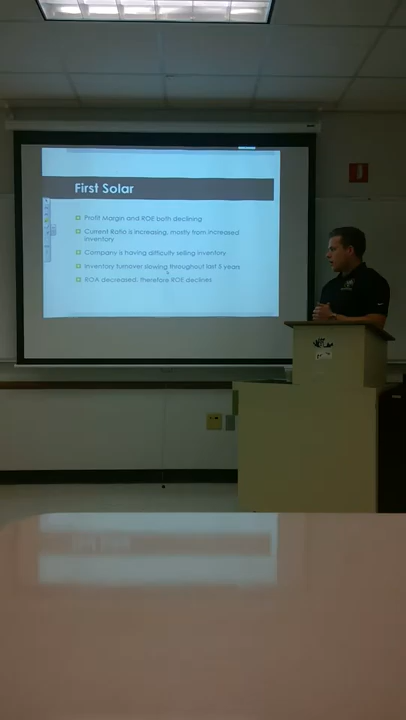 First Solar
Profit Margin and ROE both declining
Current Ratio is increasing, mostly from increased
inventory
Company is having difficulty selling inventory
Inventory turnover slowing throughout last 5 years
ROA decreased, therefore ROE declines